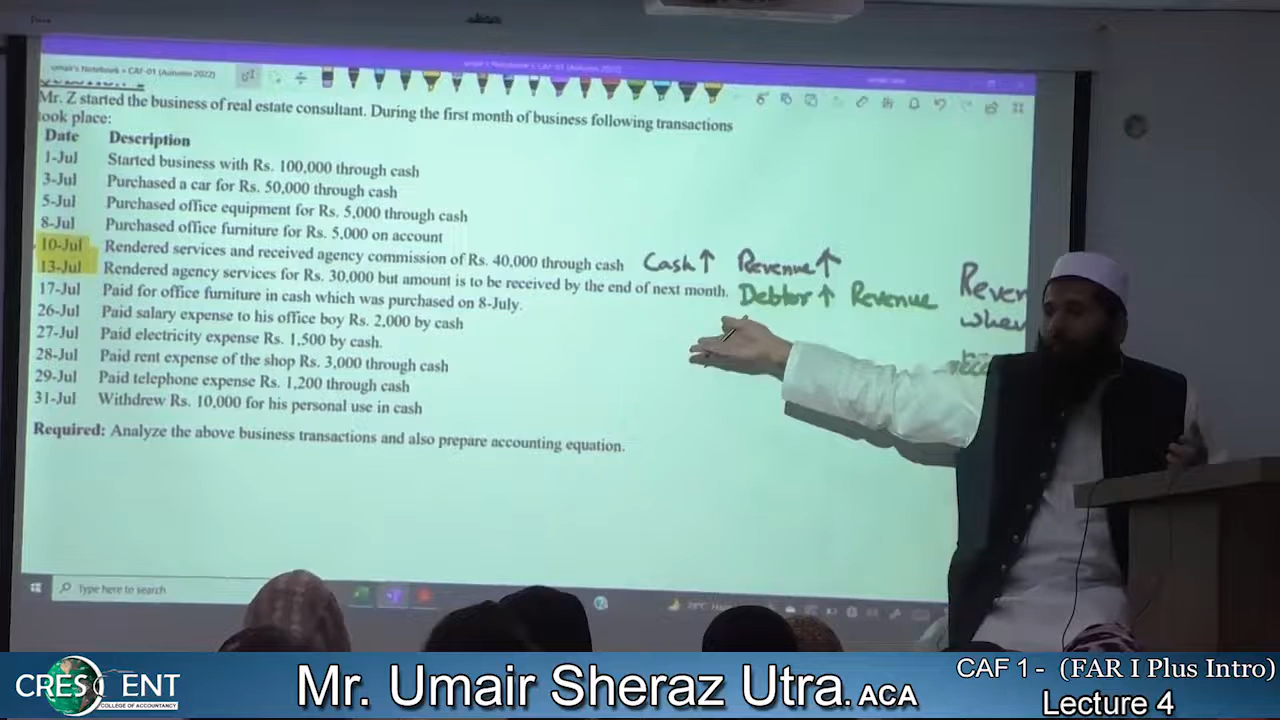 umair's Notebook > CAF-01 (Autumn 2022)
Mr. Z started the business of real estate consultant. During the first month of business following transactions
took place:
Date Description
1-Jul Started business with Rs. 100,000 through cash
3-Jul Purchased a car for Rs. 50,000 through cash
5-Jul Purchased office equipment for Rs. 5,000 through cash
8-Jul Purchased office furniture for Rs. 5,000 on account
10-Jul Rendered services and received agency commission of Rs. 40,000 through cash Cash↑ Revenue↑
13-Jul Rendered agency services for Rs. 30,000 but amount is to be received by the end of next month. Debtor↑ Revenue
Rever
when
17-Jul Paid for office furniture in cash which was purchased on 8-July.
26-Jul Paid salary expense to his office boy Rs. 2,000 by cash
27-Jul Paid electricity expense Rs. 1,500 by cash.
28-Jul Paid rent expense of the shop Rs. 3,000 through cash
29-Jul Paid telephone expense Rs. 1,200 through cash
31-Jul Withdrew Rs. 10,000 for his personal use in cash
Required: Analyze the above business transactions and also prepare accounting equation.
Type here to search
CRESCENT
COLLEGE OF ACCOUNTANCY
Mr. Umair Sheraz Utra. ACA
CAF 1 - (FAR I Plus Intro)
Lecture 4